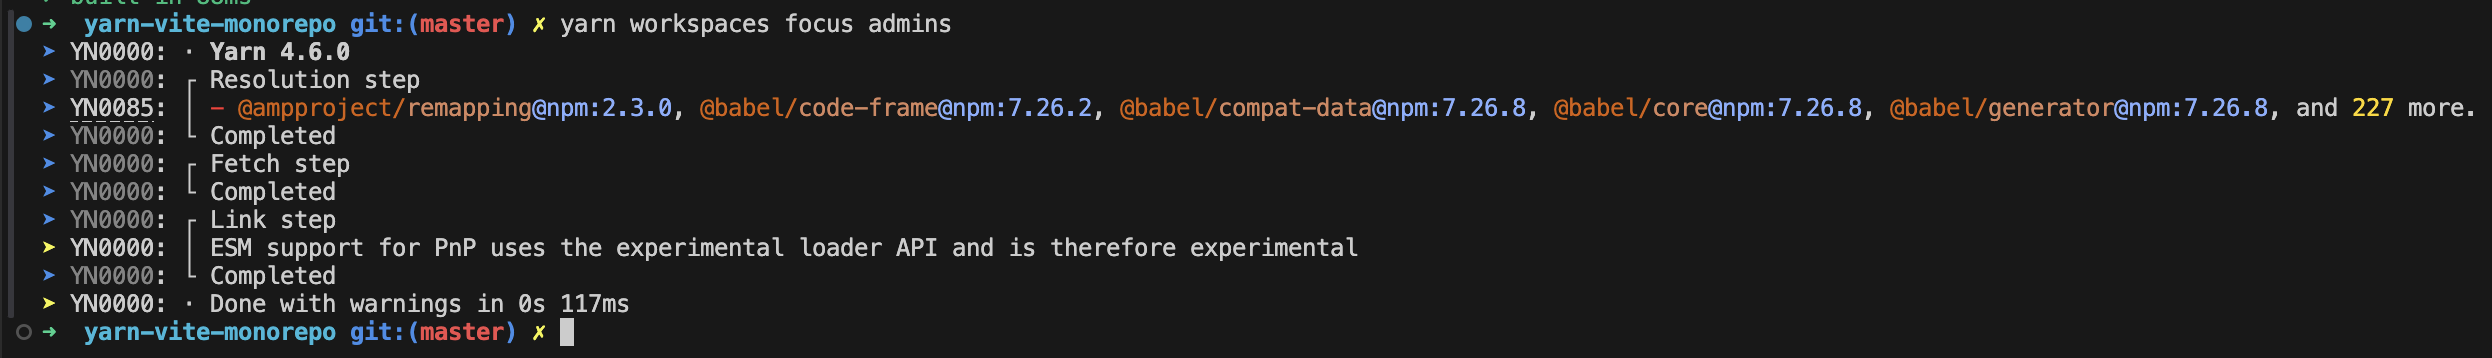 built in 88ms
➜ yarn-vite-monorepo git:(master) ✗ yarn workspaces focus admins
➤ YN0000: · Yarn 4.6.0
➤ YN0000: ┌ Resolution step
➤ YN0085: │ - @ampproject/remapping@npm:2.3.0, @babel/code-frame@npm:7.26.2, @babel/compat-data@npm:7.26.8, @babel/core@npm:7.26.8, @babel/generator@npm:7.26.8, and 227 more.
➤ YN0000: └ Completed
➤ YN0000: ┌ Fetch step
➤ YN0000: └ Completed
➤ YN0000: ┌ Link step
➤ YN0000: │ ESM support for PnP uses the experimental loader API and is therefore experimental
➤ YN0000: └ Completed
➤ YN0000: · Done with warnings in 0s 117ms
➜ yarn-vite-monorepo git:(master) ✗